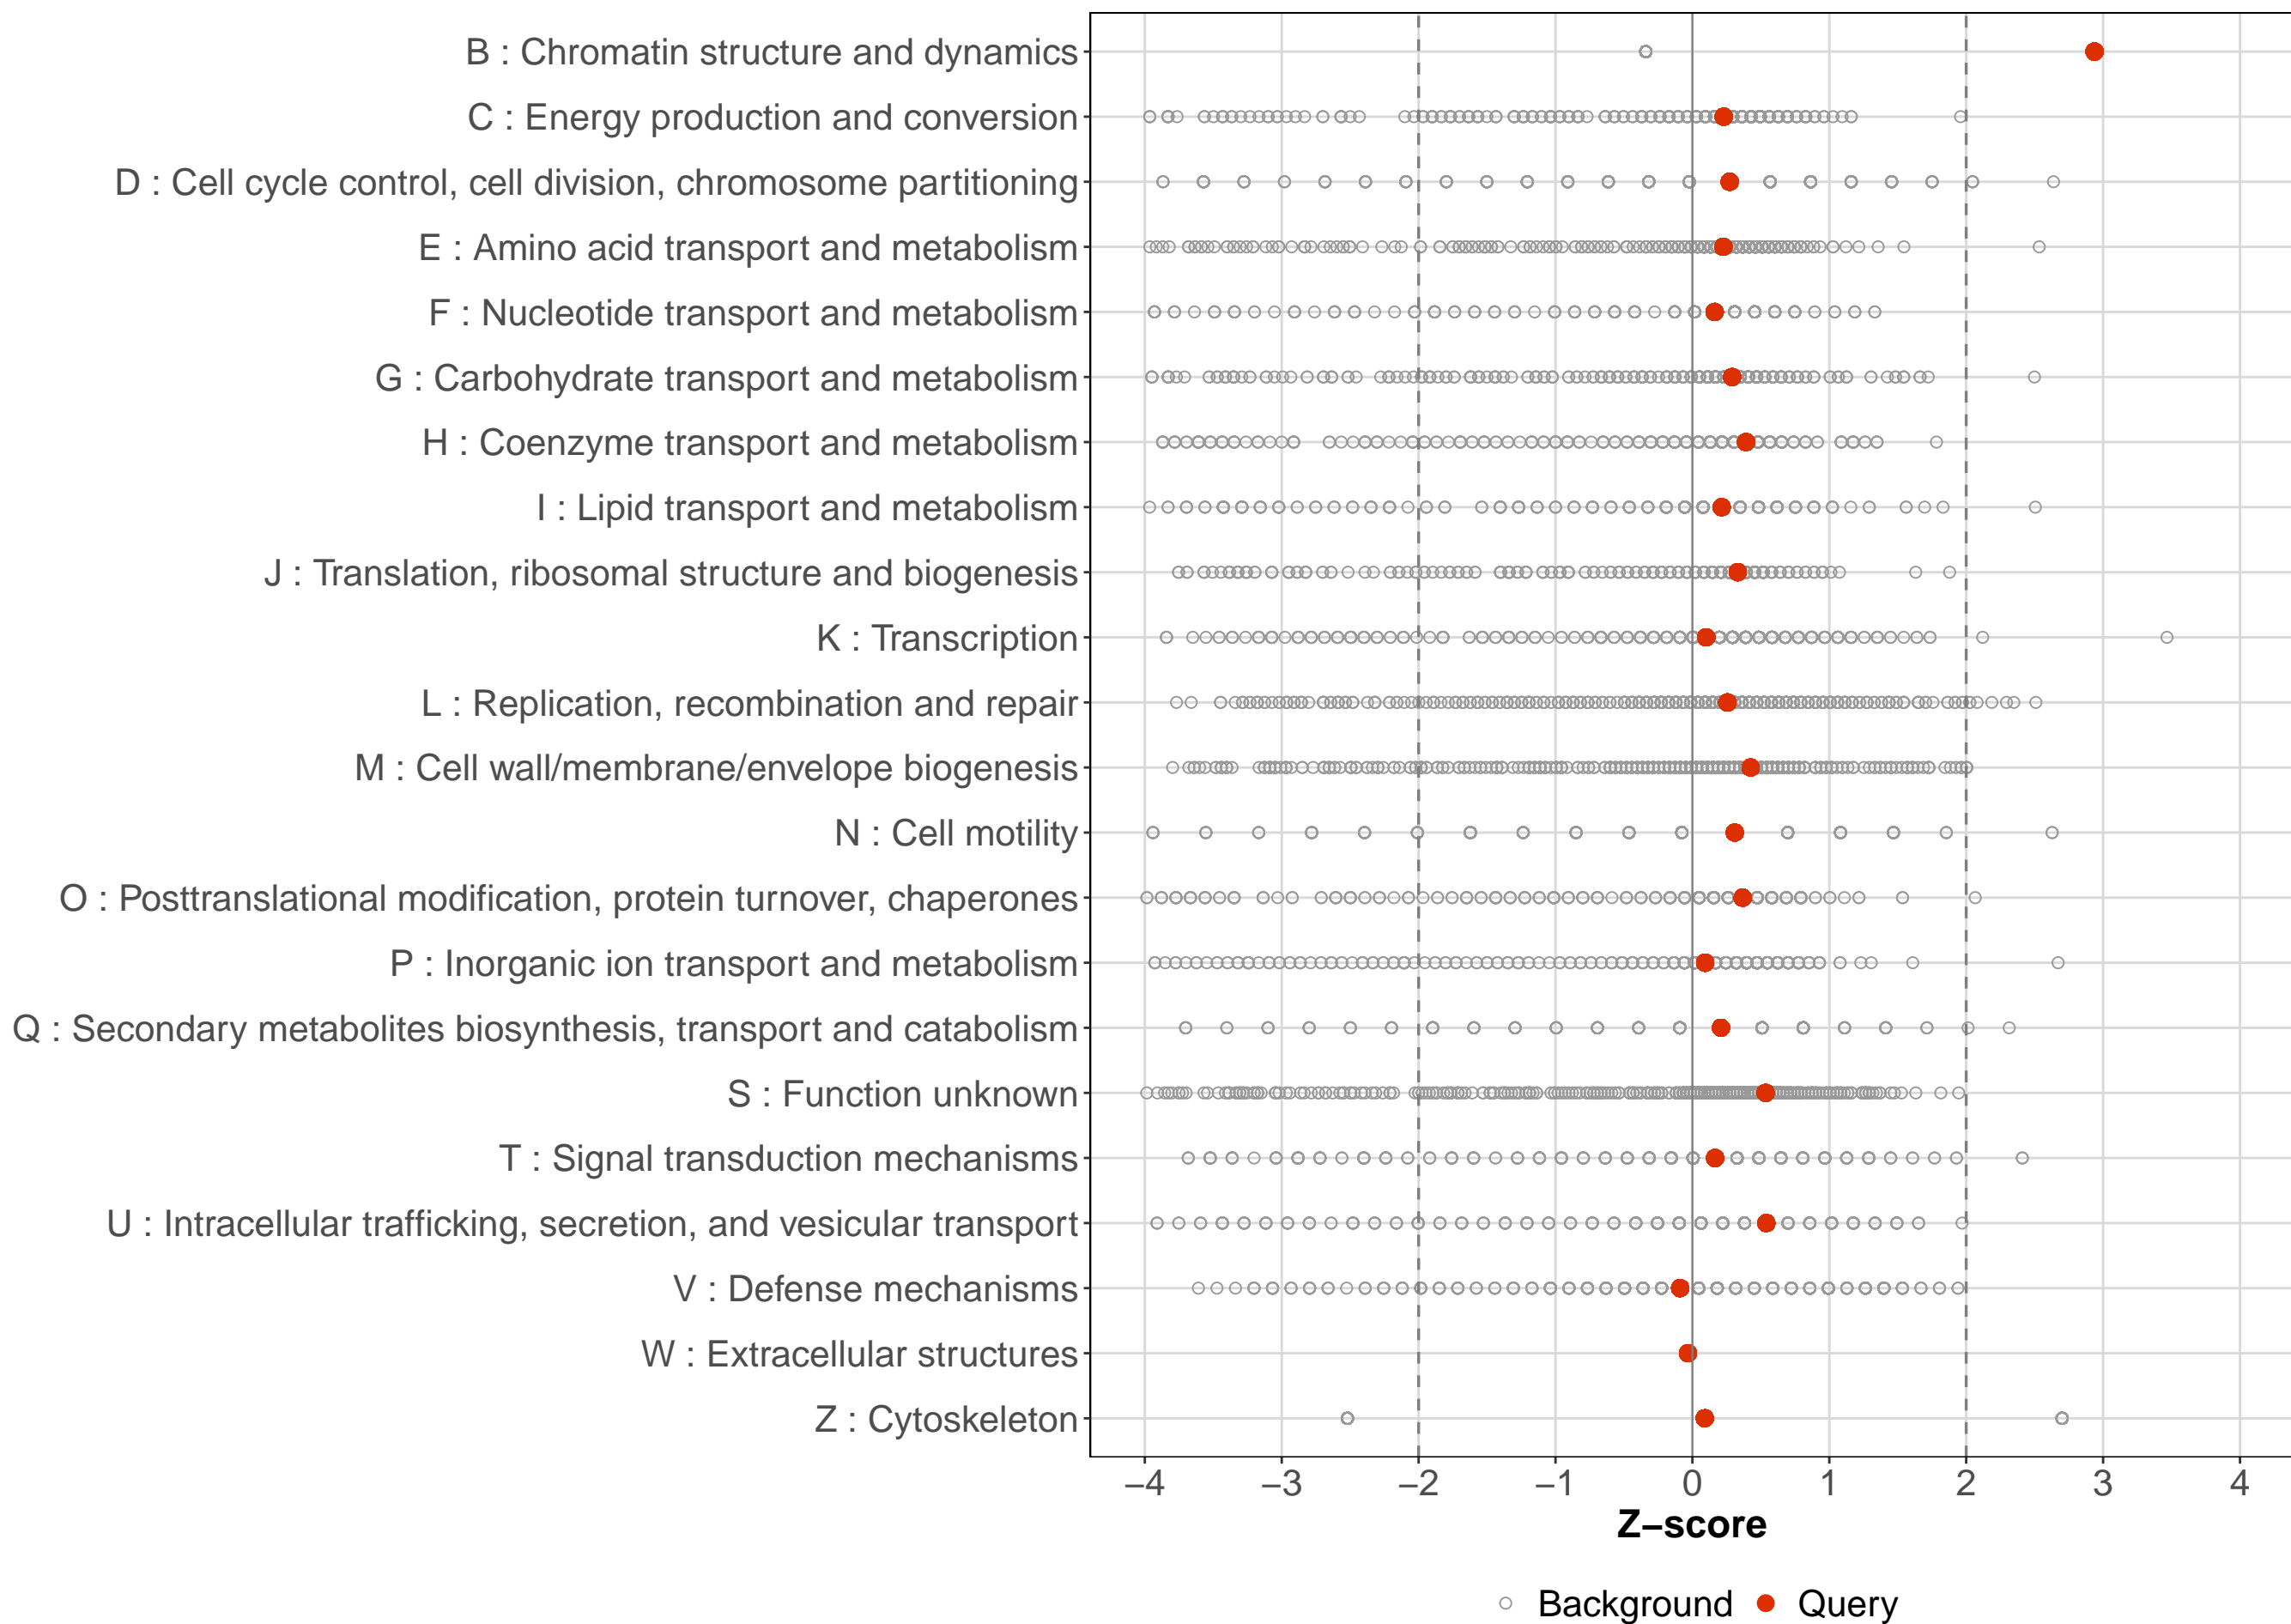 B : Chromatin structure and dynamics
C : Energy production and conversion
D : Cell cycle control, cell division, chromosome partitioning
E : Amino acid transport and metabolism
F : Nucleotide transport and metabolism
G : Carbohydrate transport and metabolism
H : Coenzyme transport and metabolism
I : Lipid transport and metabolism
J : Translation, ribosomal structure and biogenesis
K : Transcription
L : Replication, recombination and repair
M : Cell wall/membrane/envelope biogenesis
N : Cell motility
O : Posttranslational modification, protein turnover, chaperones
P : Inorganic ion transport and metabolism
Q : Secondary metabolites biosynthesis, transport and catabolism
S : Function unknown
T : Signal transduction mechanisms
U : Intracellular trafficking, secretion, and vesicular transport
V : Defense mechanisms
W : Extracellular structures
Z : Cytoskeleton
−4 −3 −2 −1 0 1 2 3 4
Z−score
Background Query